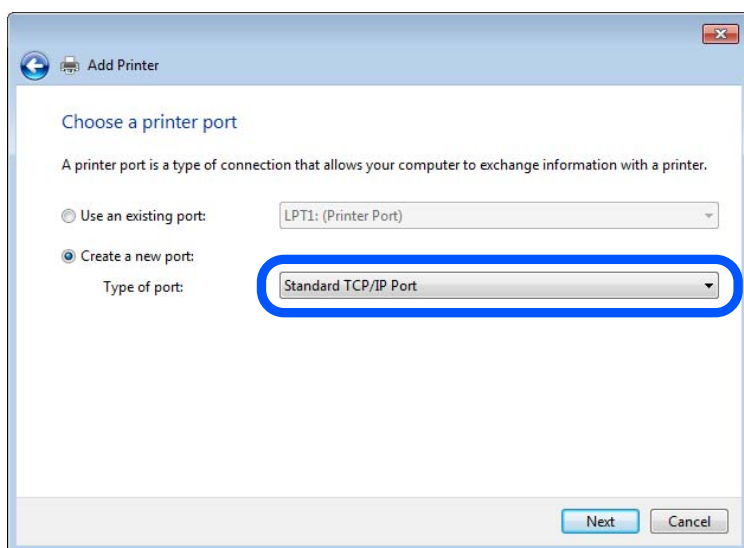 Add Printer
Choose a printer port
A printer port is a type of connection that allows your computer to exchange information with a printer.
Use an existing port: LPT1: (Printer Port)
Create a new port:
Type of port: Standard TCP/IP Port
Next Cancel